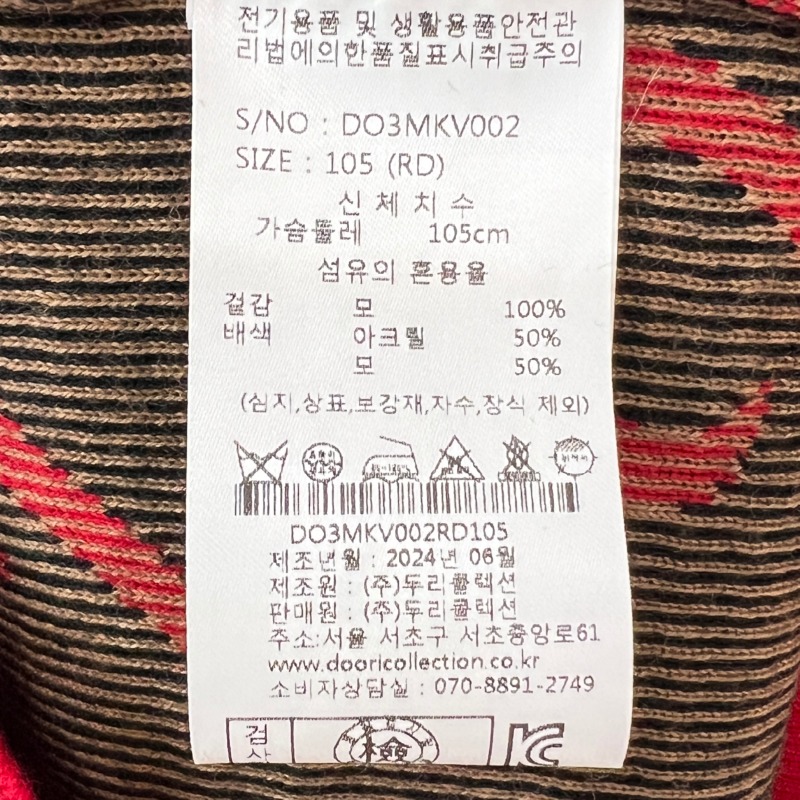 전기용품 및 생활용품안전관
리법에의한품질표시취급주의
S/NO : DO3MKV002
SIZE : 105 (RD)
신 체 치 수
가슴둘레 105cm
섬유의 혼용율
겉감 모 100%
배색 아크릴 50%
모 50%
(심지,상표,보강재,자수,장식 제외)
DO3MKV002RD105
제조년월 : 2024년 06월
제조원 : (주)두리콜렉션
판매원 : (주)두리콜렉션
주소:서울 서초구 서초중앙로61
www.dooricollection.co.kr
소비자상담실 : 070-8891-2749
검 檢
사